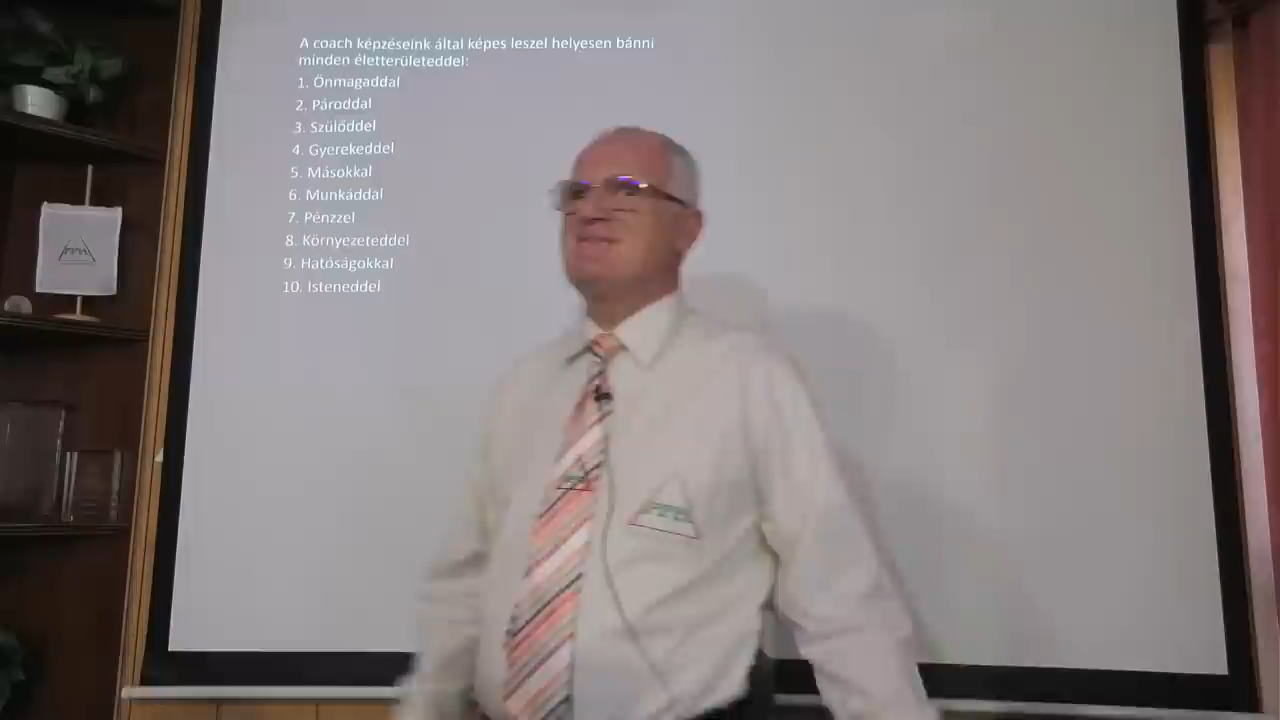 A coach képzéseink által képes leszel helyesen bánni
minden életterületeddel:
1. Önmagaddal
2. Pároddal
3. Szülőddel
4. Gyerekeddel
5. Másokkal
6. Munkáddal
7. Pénzzel
8. Környezeteddel
9. Hatóságokkal
10. Isteneddel